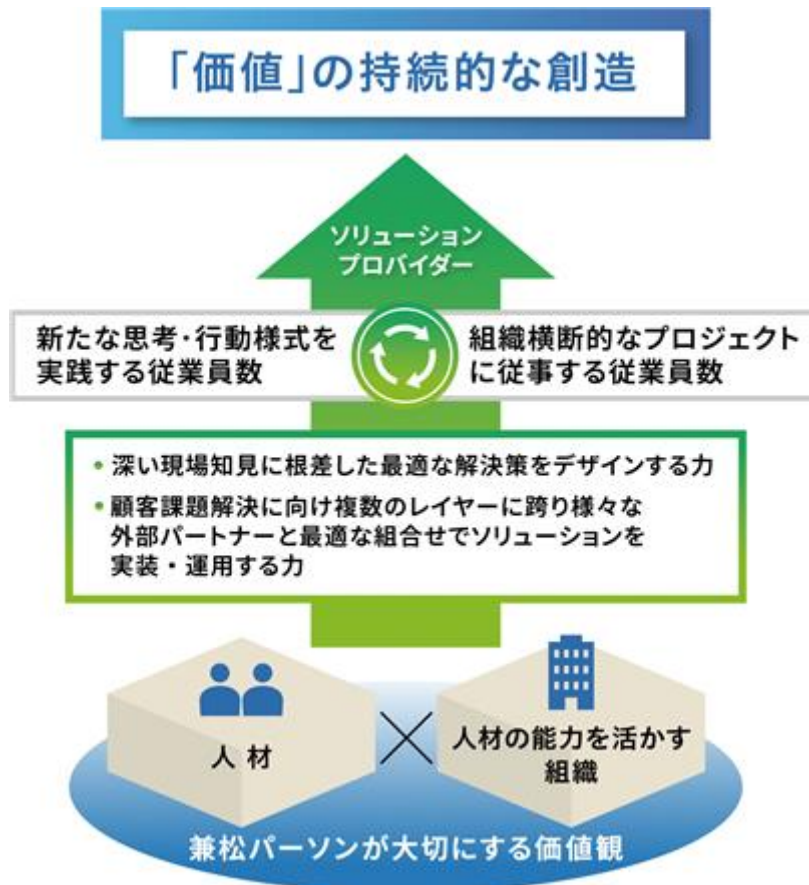 「価値」の持続的な創造
ソリューション
プロバイダー
新たな思考・行動様式を
実践する従業員数
組織横断的なプロジェクト
に従事する従業員数
• 深い現場知見に根差した最適な解決策をデザインする力
• 顧客課題解決に向け複数のレイヤーに跨り様々な
外部パートナーと最適な組合せでソリューションを
実装・運用する力
人材
人材の能力を活かす
組織
兼松パーソンが大切にする価値観